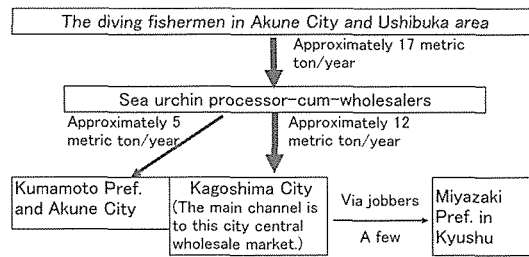 The diving fishermen in Akune City and Ushibuka area
Approximately 17 metric
ton/year
Sea urchin processor-cum-wholesalers
Approximately 5
metric ton/year
Approximately 12
metric ton/year
Kumamoto Pref.
and Akune City
Kagoshima City
(The main channel is
to this city central
wholesale market.)
Via jobbers
A few
Miyazaki
Pref. in
Kyushu